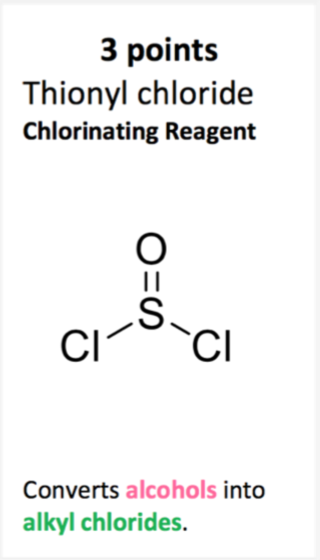 3 points
Thionyl chloride
Chlorinating Reagent
O
S
Cl Cl
Converts alcohols into
alkyl chlorides.